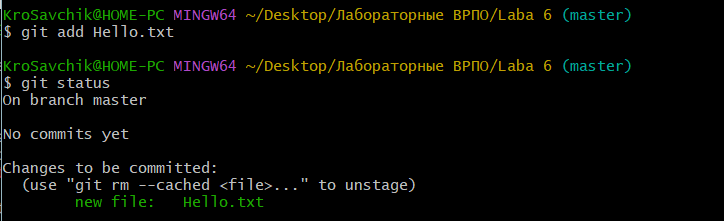 KroSavchik@HOME-PC MINGW64 ~/Desktop/Лабораторные ВРПО/Laba 6 (master)
$ git add Hello.txt
KroSavchik@HOME-PC MINGW64 ~/Desktop/Лабораторные ВРПО/Laba 6 (master)
$ git status
On branch master
No commits yet
Changes to be committed:
  (use "git rm --cached <file>..." to unstage)
        new file:   Hello.txt